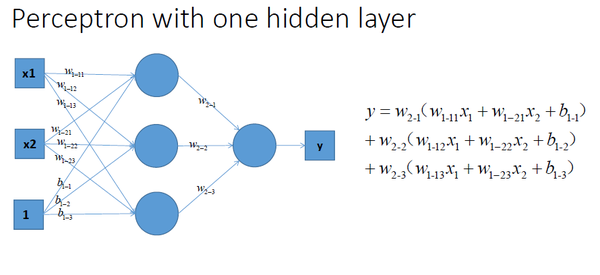 Perceptron with one hidden layer
x1
w₁₋₁₁
w₁₋₁₂
w₁₋₁₃
x2
w₁₋₂₁
w₁₋₂₂
w₁₋₂₃
1
b₁₋₁
b₁₋₂
b₁₋₃
w₂₋₁
w₂₋₂
w₂₋₃
y
y = w₂₋₁(w₁₋₁₁x₁ + w₁₋₂₁x₂ + b₁₋₁)
+ w₂₋₂(w₁₋₁₂x₁ + w₁₋₂₂x₂ + b₁₋₂)
+ w₂₋₃(w₁₋₁₃x₁ + w₁₋₂₃x₂ + b₁₋₃)